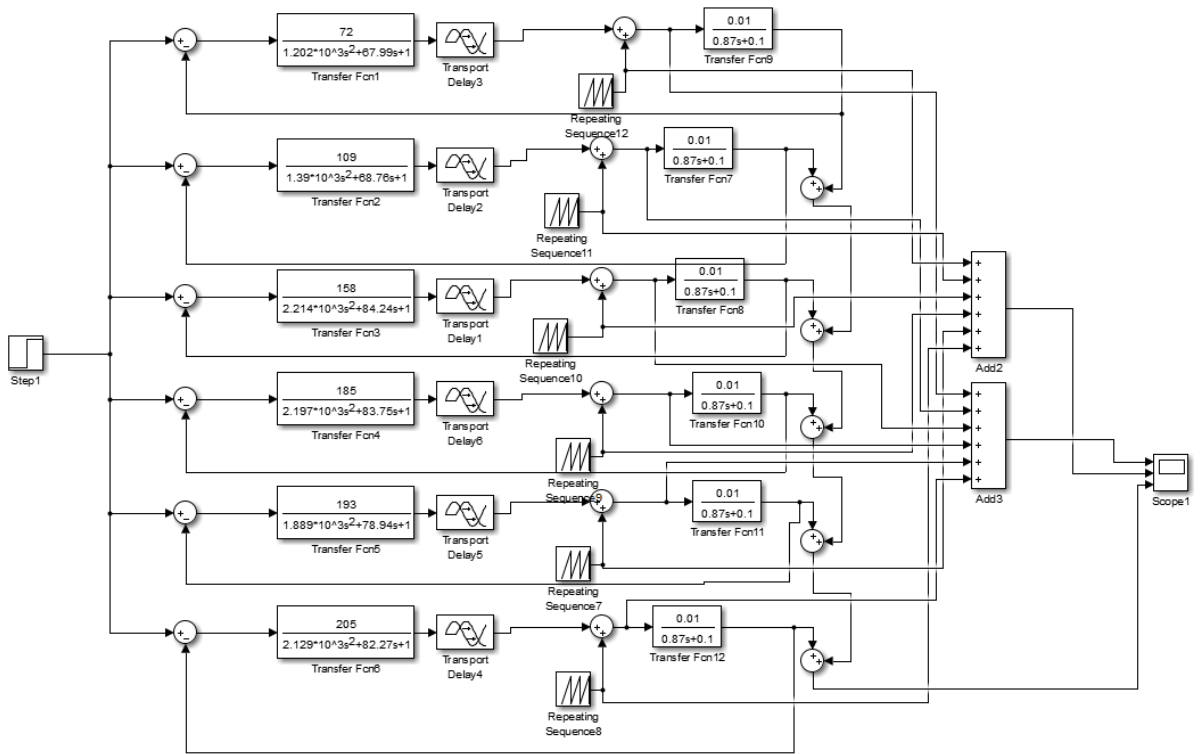 72
1.202*10^3s²+67.99s+1
Transfer Fcn1
Transport
Delay3
0.01
0.87s+0.1
Transfer Fcn9
Repeating
Sequence12
109
1.39*10^3s²+68.76s+1
Transfer Fcn2
Transport
Delay2
0.01
0.87s+0.1
Transfer Fcn7
Repeating
Sequence11
158
2.214*10^3s²+84.24s+1
Transfer Fcn3
Transport
Delay1
0.01
0.87s+0.1
Transfer Fcn8
Repeating
Sequence10
Step1
Add2
185
2.197*10^3s²+83.75s+1
Transfer Fcn4
Transport
Delay6
0.01
0.87s+0.1
Transfer Fcn10
Repeating
Sequence9
Add3
Scope1
193
1.889*10^3s²+78.94s+1
Transfer Fcn5
Transport
Delay5
0.01
0.87s+0.1
Transfer Fcn11
Repeating
Sequence7
205
2.129*10^3s²+82.27s+1
Transfer Fcn6
Transport
Delay4
0.01
0.87s+0.1
Transfer Fcn12
Repeating
Sequence8